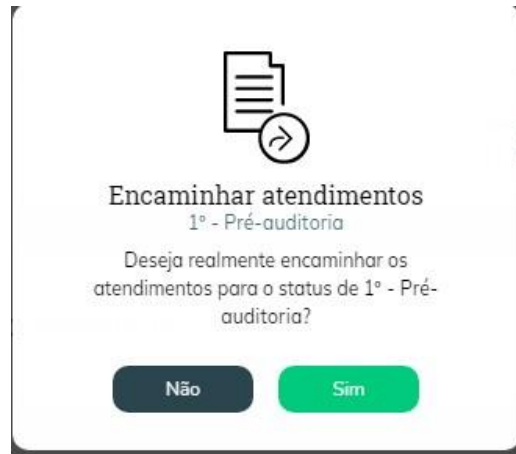 Encaminhar atendimentos
1º - Pré-auditoria
Deseja realmente encaminhar os
atendimentos para o status de 1º - Pré-
auditoria?
Não
Sim